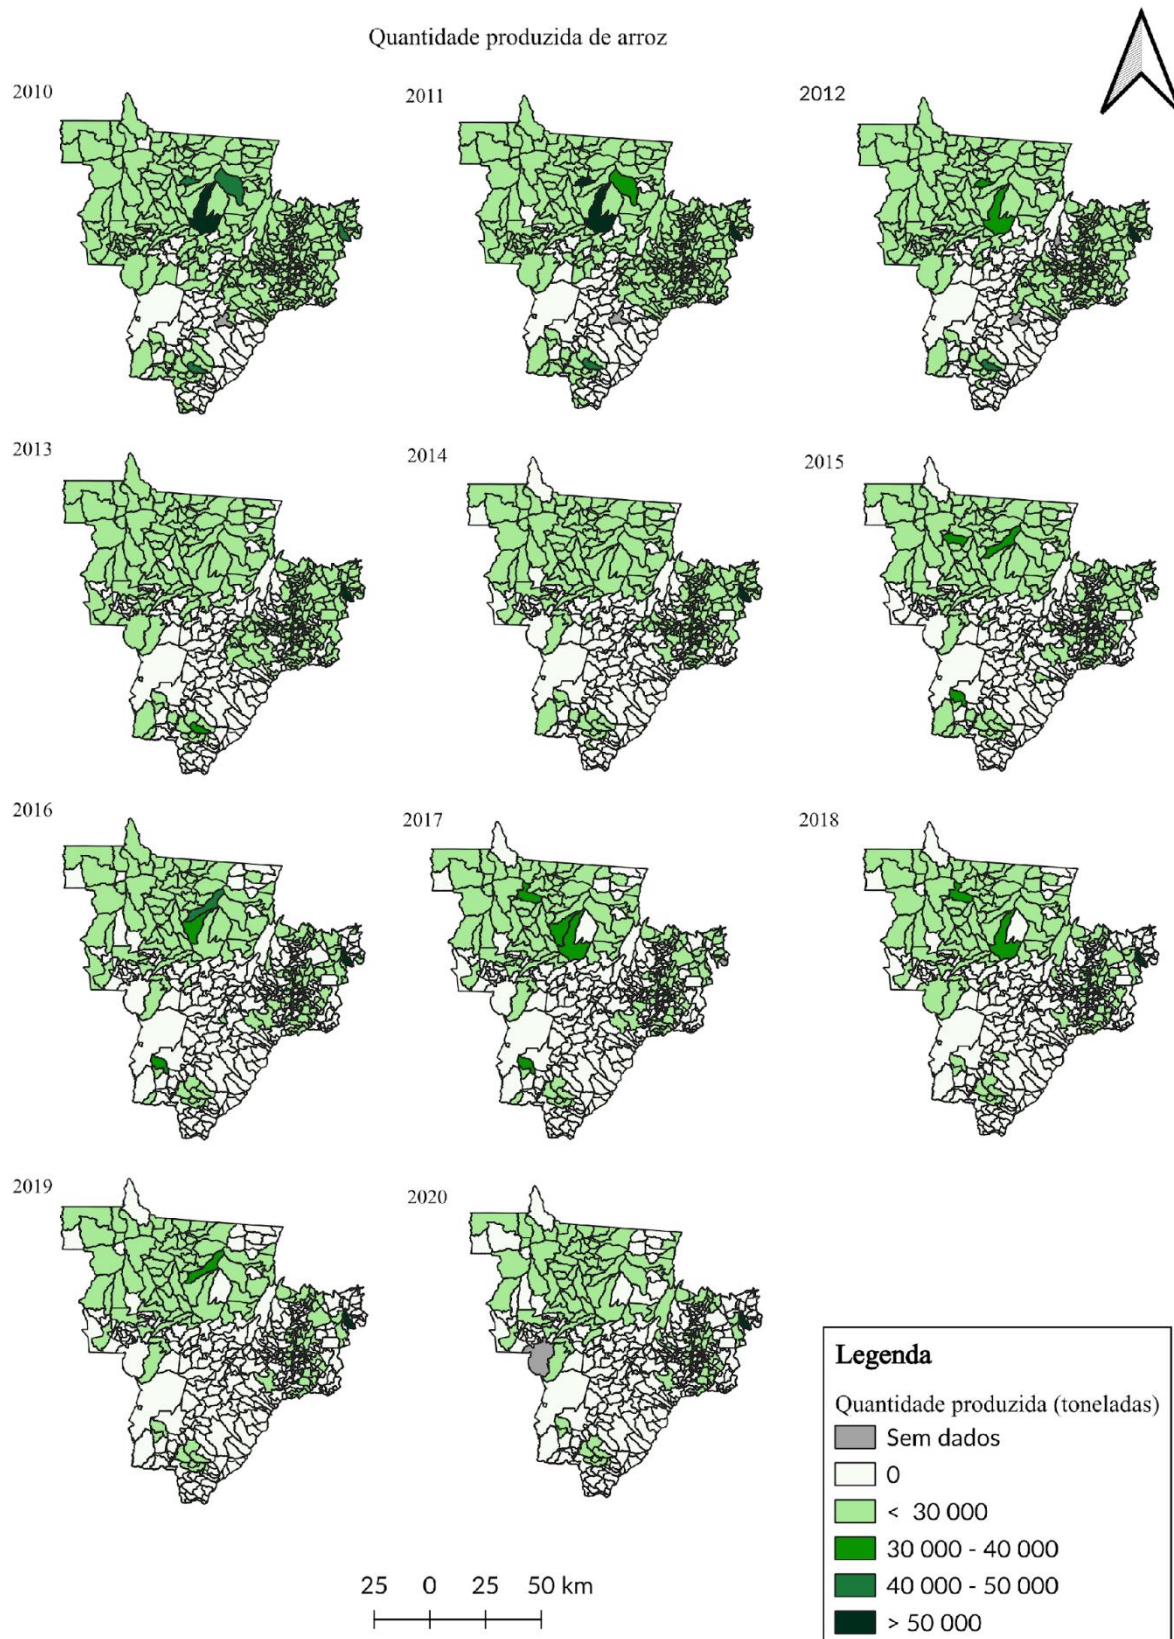 Quantidade produzida de arroz
2010
2011
2012
2013
2014
2015
2016
2017
2018
2019
2020
25 0 25 50 km
Legenda
Quantidade produzida (toneladas)
Sem dados
0
< 30 000
30 000 - 40 000
40 000 - 50 000
> 50 000